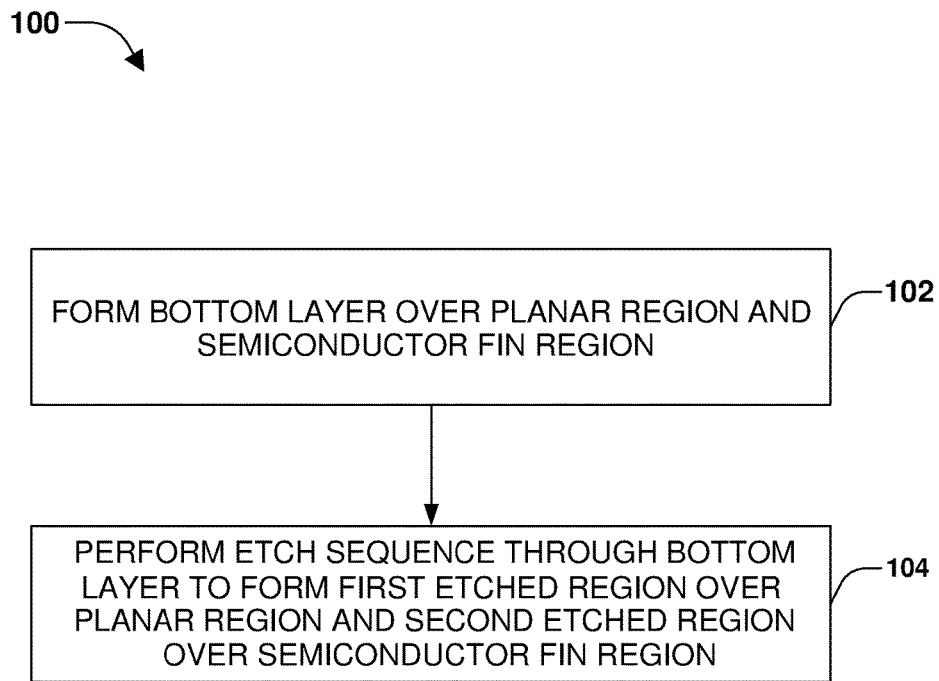 100
FORM BOTTOM LAYER OVER PLANAR REGION AND
SEMICONDUCTOR FIN REGION
102
PERFORM ETCH SEQUENCE THROUGH BOTTOM
LAYER TO FORM FIRST ETCHED REGION OVER
PLANAR REGION AND SECOND ETCHED REGION
OVER SEMICONDUCTOR FIN REGION
104